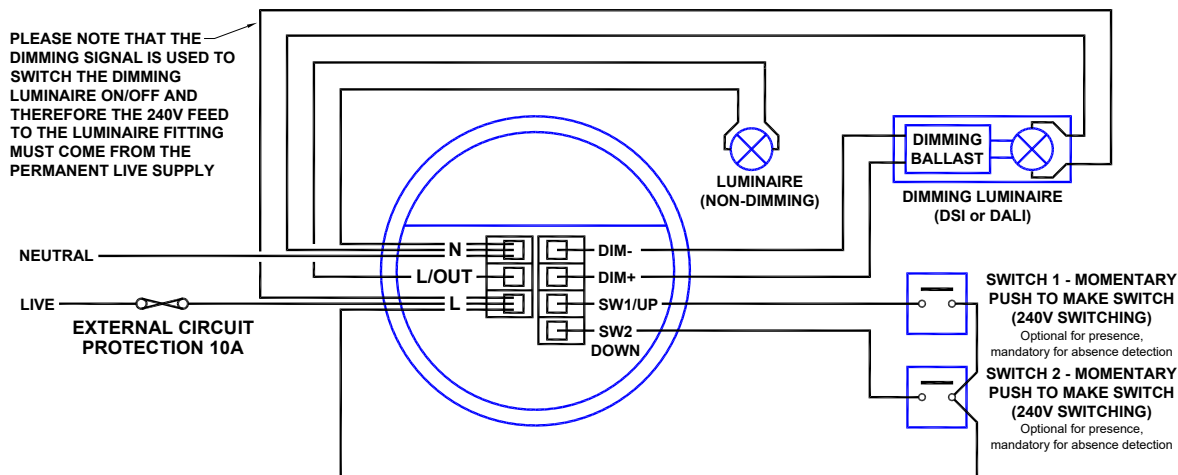 PLEASE NOTE THAT THE
DIMMING SIGNAL IS USED TO
SWITCH THE DIMMING
LUMINAIRE ON/OFF AND
THEREFORE THE 240V FEED
TO THE LUMINAIRE FITTING
MUST COME FROM THE
PERMANENT LIVE SUPPLY
DIMMING
BALLAST
LUMINAIRE
(NON-DIMMING)
DIMMING LUMINAIRE
(DSI or DALI)
NEUTRAL
N
DIM-
L/OUT
DIM+
LIVE
L
SW1/UP
SW2
DOWN
EXTERNAL CIRCUIT
PROTECTION 10A
SWITCH 1 - MOMENTARY
PUSH TO MAKE SWITCH
(240V SWITCHING)
Optional for presence,
mandatory for absence detection
SWITCH 2 - MOMENTARY
PUSH TO MAKE SWITCH
(240V SWITCHING)
Optional for presence,
mandatory for absence detection